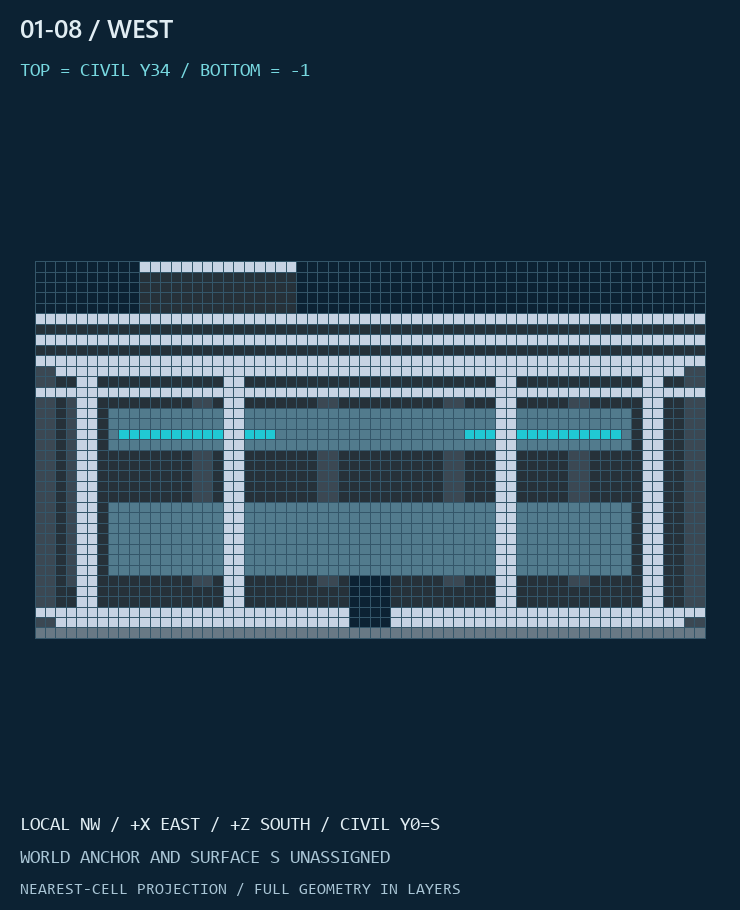 01-08 / WEST
TOP = CIVIL Y34 / BOTTOM = -1
LOCAL NW / +X EAST / +Z SOUTH / CIVIL Y0=S
WORLD ANCHOR AND SURFACE S UNASSIGNED
NEAREST-CELL PROJECTION / FULL GEOMETRY IN LAYERS